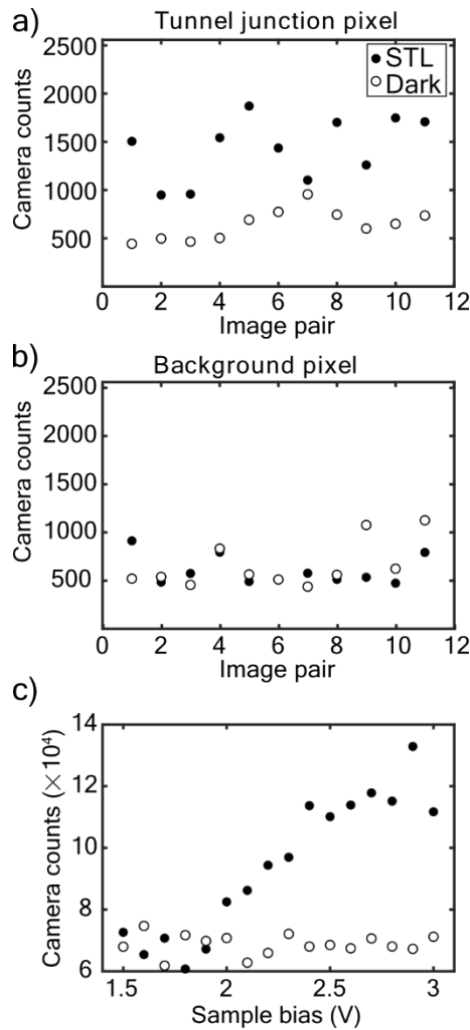 a)
Tunnel junction pixel
2500
2000
1500
1000
500
STL
Dark
Camera counts
0 2 4 6 8 10 12
Image pair
b)
Background pixel
2500
2000
1500
1000
500
Camera counts
0 2 4 6 8 10 12
Image pair
c)
14
12
10
8
6
Camera counts (×10⁴)
1.5 2 2.5 3
Sample bias (V)